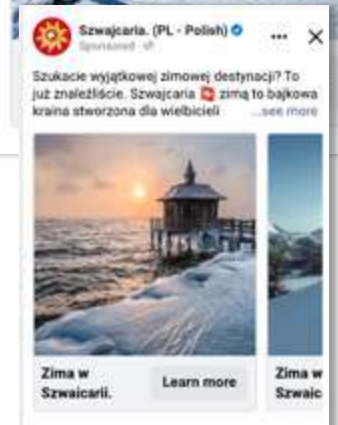 Szwajcaria. (PL - Polish)
Sponsored
Szukacie wyjątkowej zimowej destynacji? To
już znaleźliście. Szwajcaria 🇨🇭 zimą to bajkowa
kraina stworzona dla wielbicieli ...see more
Zima w
Szwaicarii.
Learn more
Zima w
Szwaic